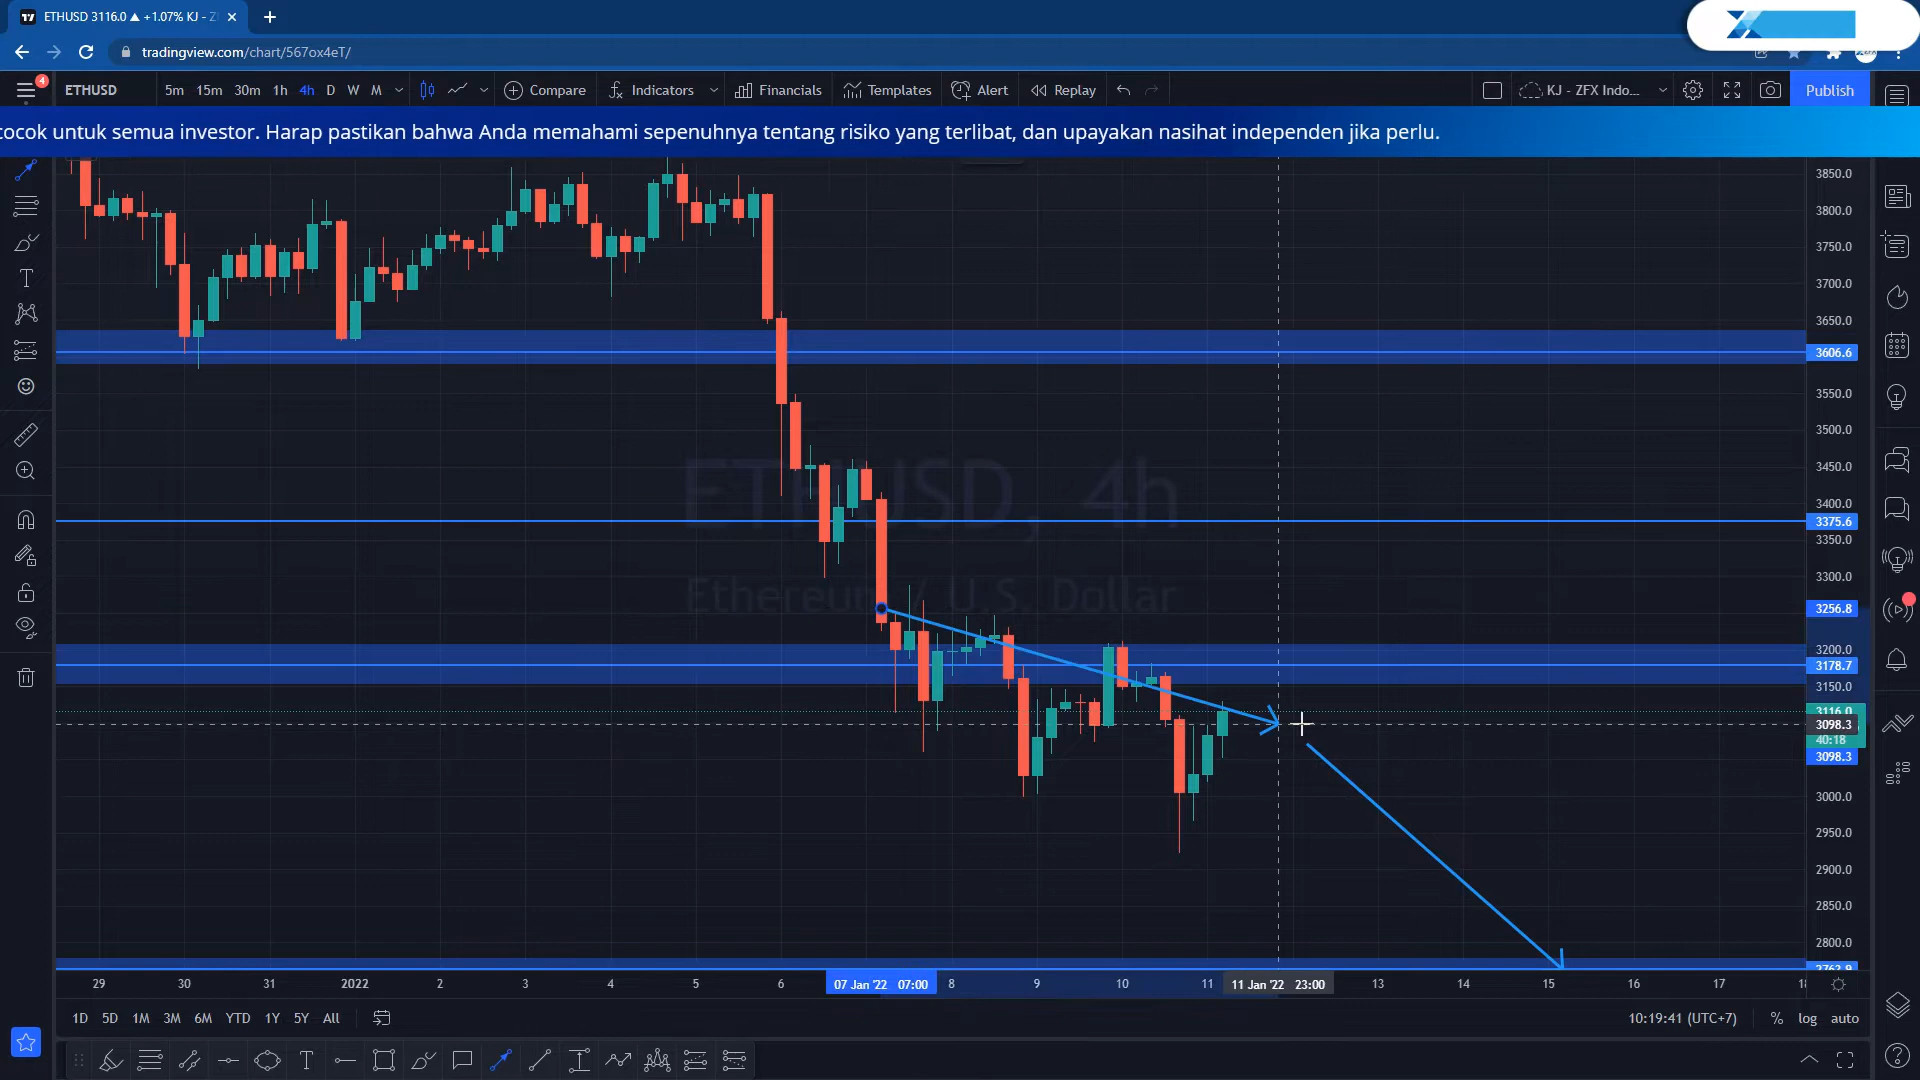 ETHUSD 3116.0 ▲ +1.07% KJ - Z
tradingview.com/chart/567ox4eT/
4
ETHUSD
5m 15m 30m 1h 4h D W M
Compare
Indicators
Financials
Templates
Alert
Replay
KJ - ZFX Indo...
Publish
cocok untuk semua investor. Harap pastikan bahwa Anda memahami sepenuhnya tentang risiko yang terlibat, dan upayakan nasihat independen jika perlu.
ETHUSD, 4h
Ethereum / U.S. Dollar
3850.0
3800.0
3750.0
3700.0
3650.0
3606.6
3550.0
3500.0
3450.0
3400.0
3375.6
3350.0
3300.0
3256.8
3200.0
3178.7
3150.0
3116.0
3098.3
40:18
3098.3
3000.0
2950.0
2900.0
2850.0
2800.0
2762.9
29 30 31 2022 2 3 4 5 6 07 Jan '22 07:00 8 9 10 11 11 Jan '22 23:00 13 14 15 16 17
1D 5D 1M 3M 6M YTD 1Y 5Y All
10:19:41 (UTC+7) % log auto